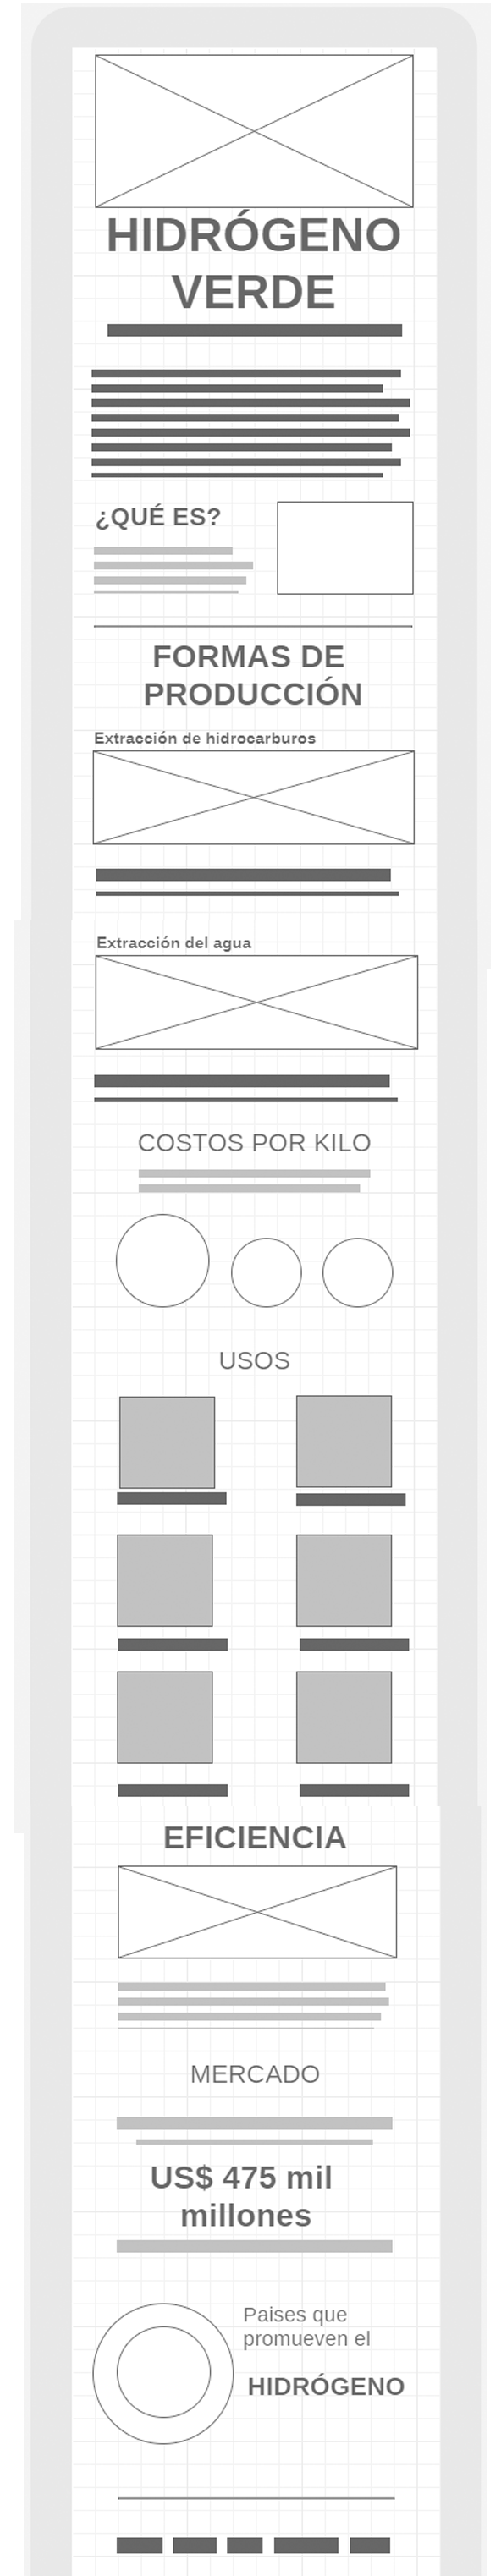 HIDRÓGENO
VERDE
¿QUÉ ES?
FORMAS DE
PRODUCCIÓN
Extracción de hidrocarburos
Extracción del agua
COSTOS POR KILO
USOS
EFICIENCIA
MERCADO
US$ 475 mil
millones
Paises que
promueven el
HIDRÓGENO